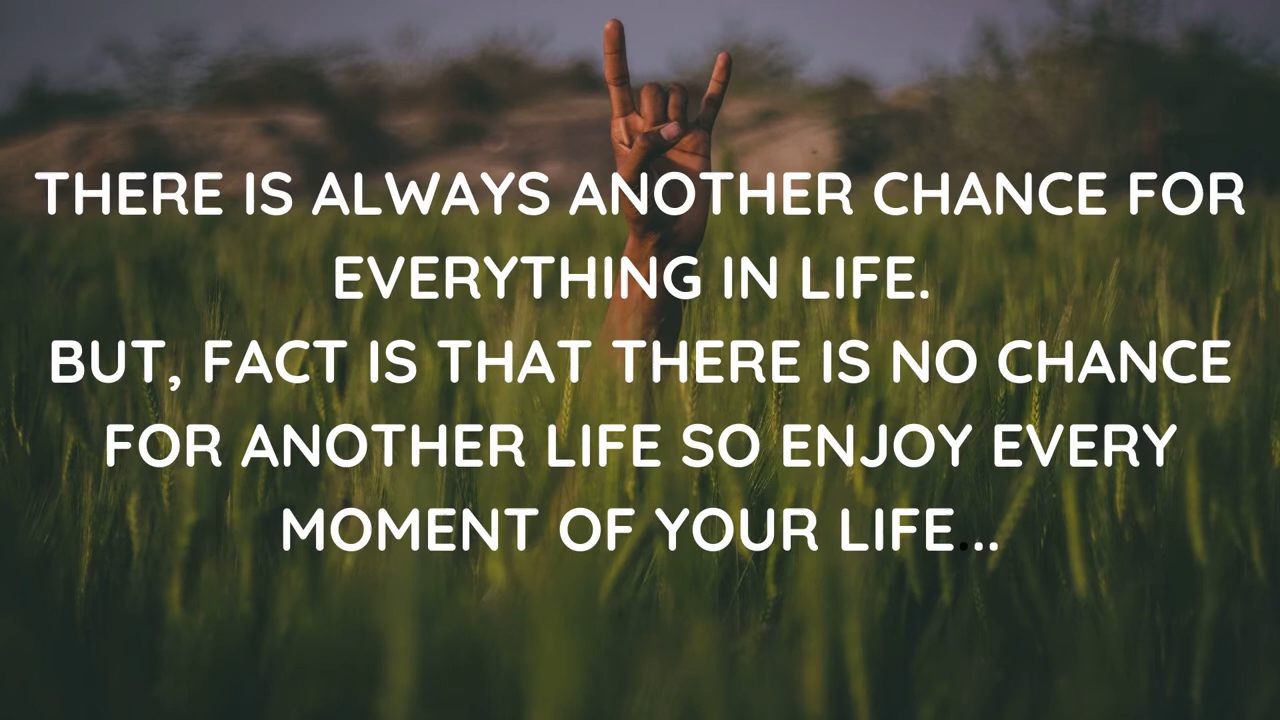 THERE IS ALWAYS ANOTHER CHANCE FOR
EVERYTHING IN LIFE.
BUT, FACT IS THAT THERE IS NO CHANCE
FOR ANOTHER LIFE SO ENJOY EVERY
MOMENT OF YOUR LIFE...